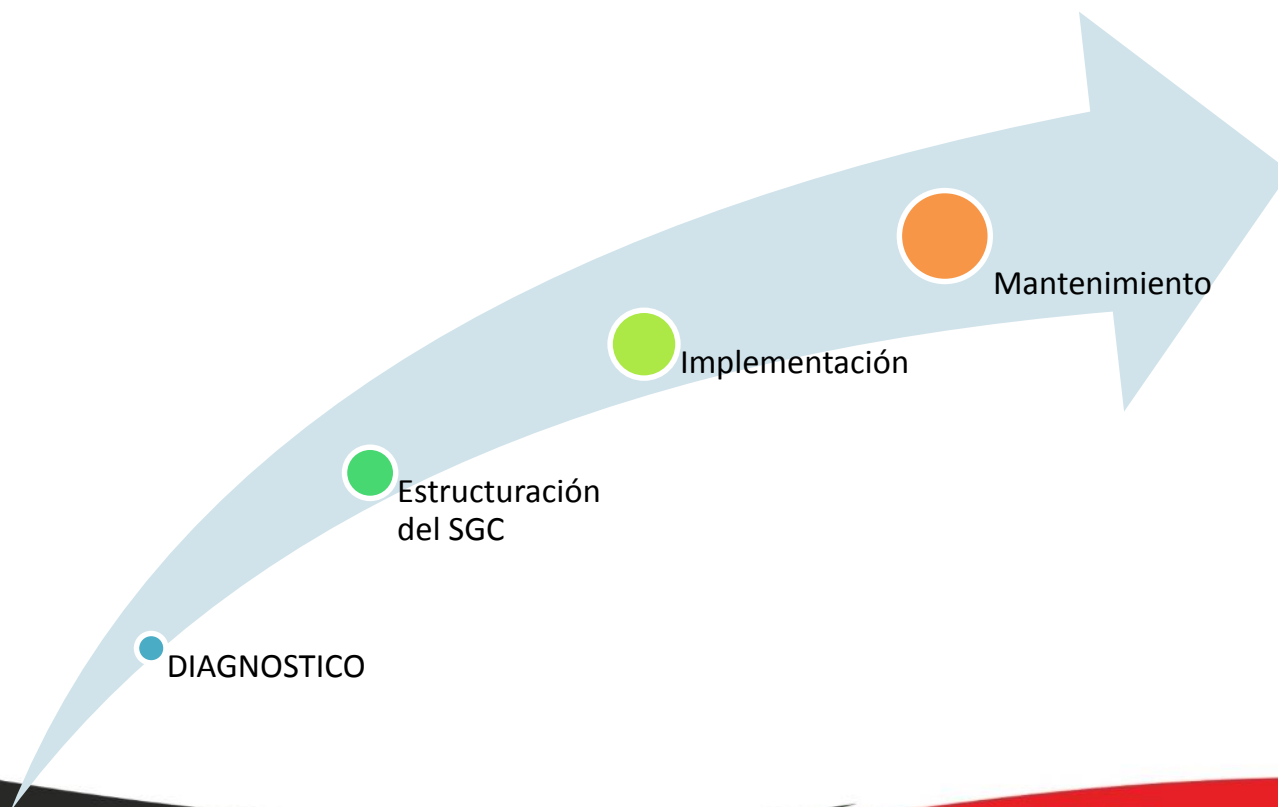 Mantenimiento
Implementación
Estructuración
del SGC
DIAGNOSTICO